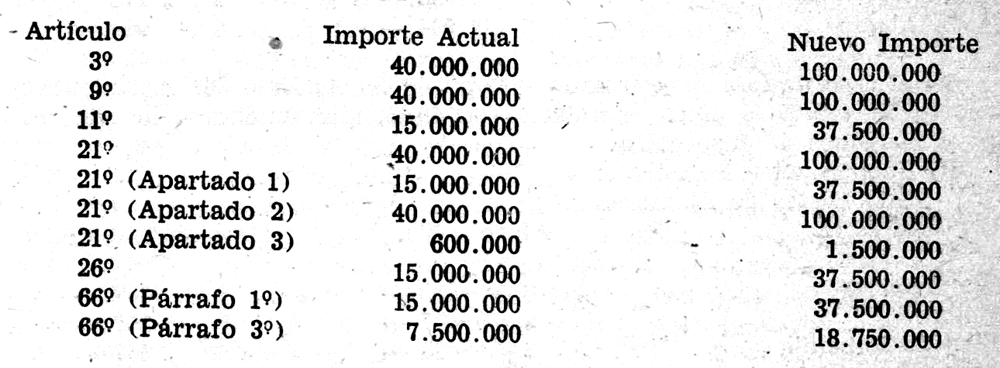 Artículo Importe Actual Nuevo Importe
3º 40.000.000 100.000.000
9º 40.000.000 100.000.000
11º 15.000.000 37.500.000
21º 40.000.000 100.000.000
21º (Apartado 1) 15.000.000 37.500.000
21º (Apartado 2) 40.000.000 100.000.000
21º (Apartado 3) 600.000 1.500.000
26º 15.000.000 37.500.000
66º (Párrafo 1º) 15.000.000 37.500.000
66º (Párrafo 3º) 7.500.000 18.750.000